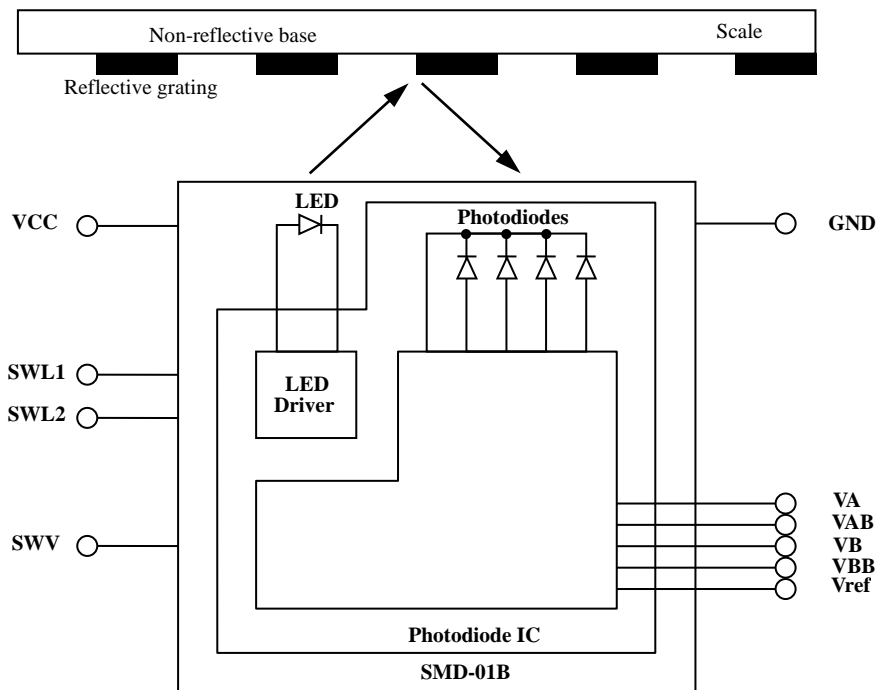 Non-reflective base
Scale
Reflective grating
LED
Photodiodes
VCC
GND
SWL1
LED
Driver
SWL2
VA
VAB
SWV
VB
VBB
Vref
Photodiode IC
SMD-01B